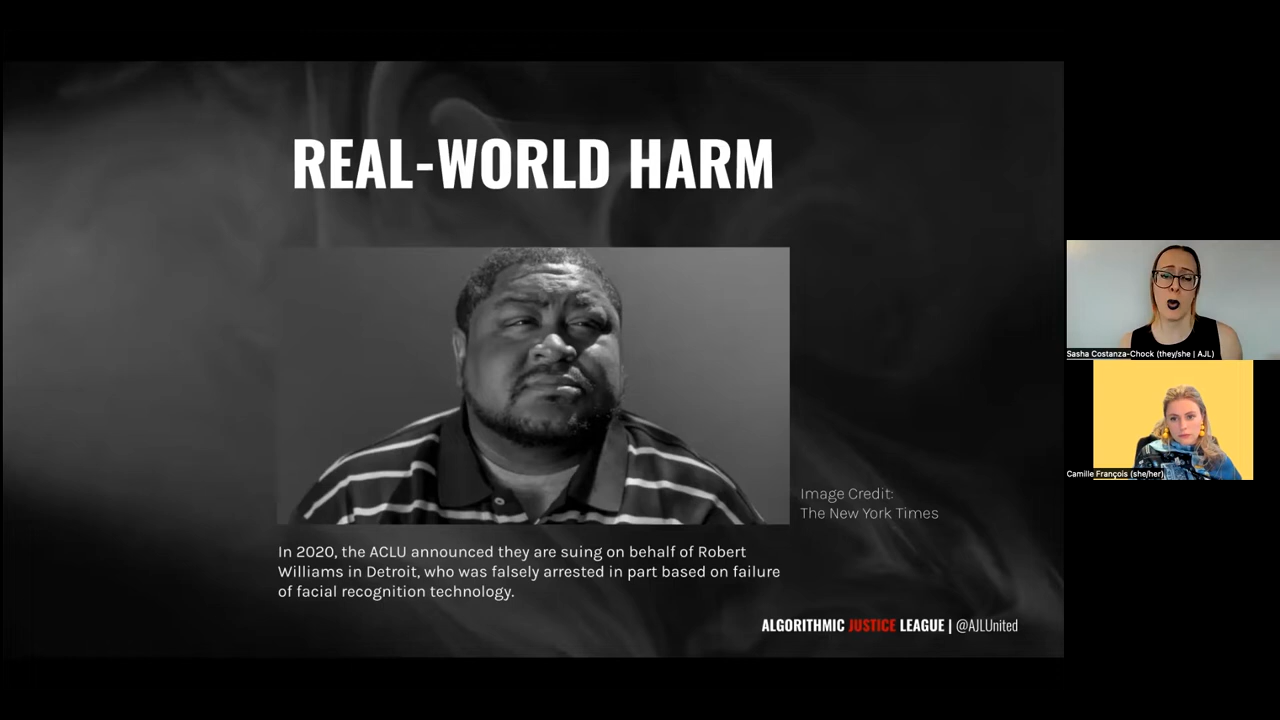 REAL-WORLD HARM
Image Credit:
The New York Times
In 2020, the ACLU announced they are suing on behalf of Robert
Williams in Detroit, who was falsely arrested in part based on failure
of facial recognition technology.
ALGORITHMIC JUSTICE LEAGUE | @AJLUnited
Sasha Costanza-Chock (they/she | AJL)
Camille François (she/her)